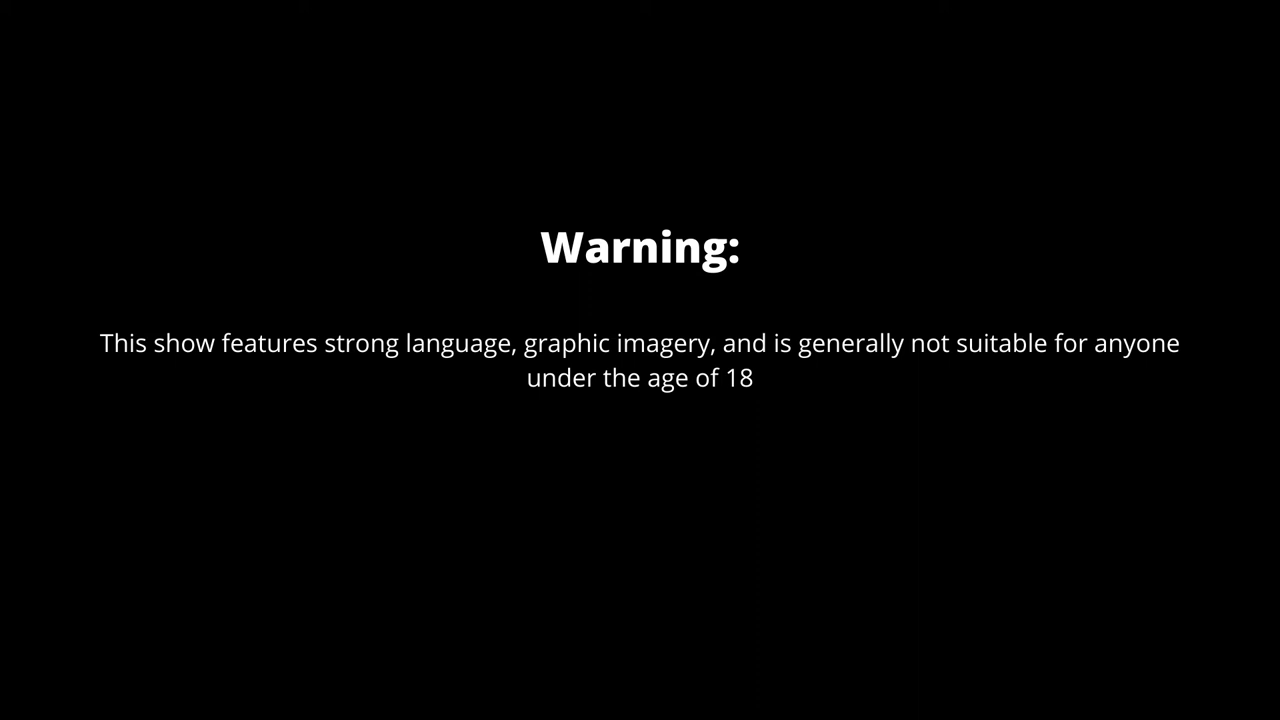 Warning:
This show features strong language, graphic imagery, and is generally not suitable for anyone
under the age of 18